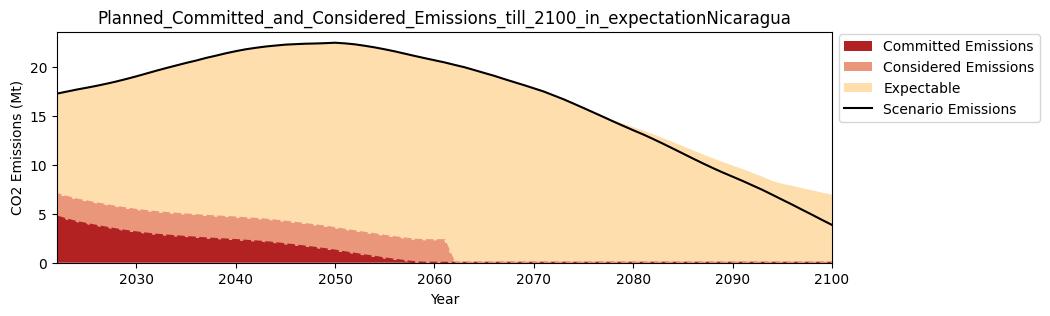 Planned_Committed_and_Considered_Emissions_till_2100_in_expectationNicaragua
Committed Emissions
Considered Emissions
Expectable
Scenario Emissions
CO2 Emissions (Mt)
20
15
10
5
0
2030 2040 2050 2060 2070 2080 2090 2100
Year